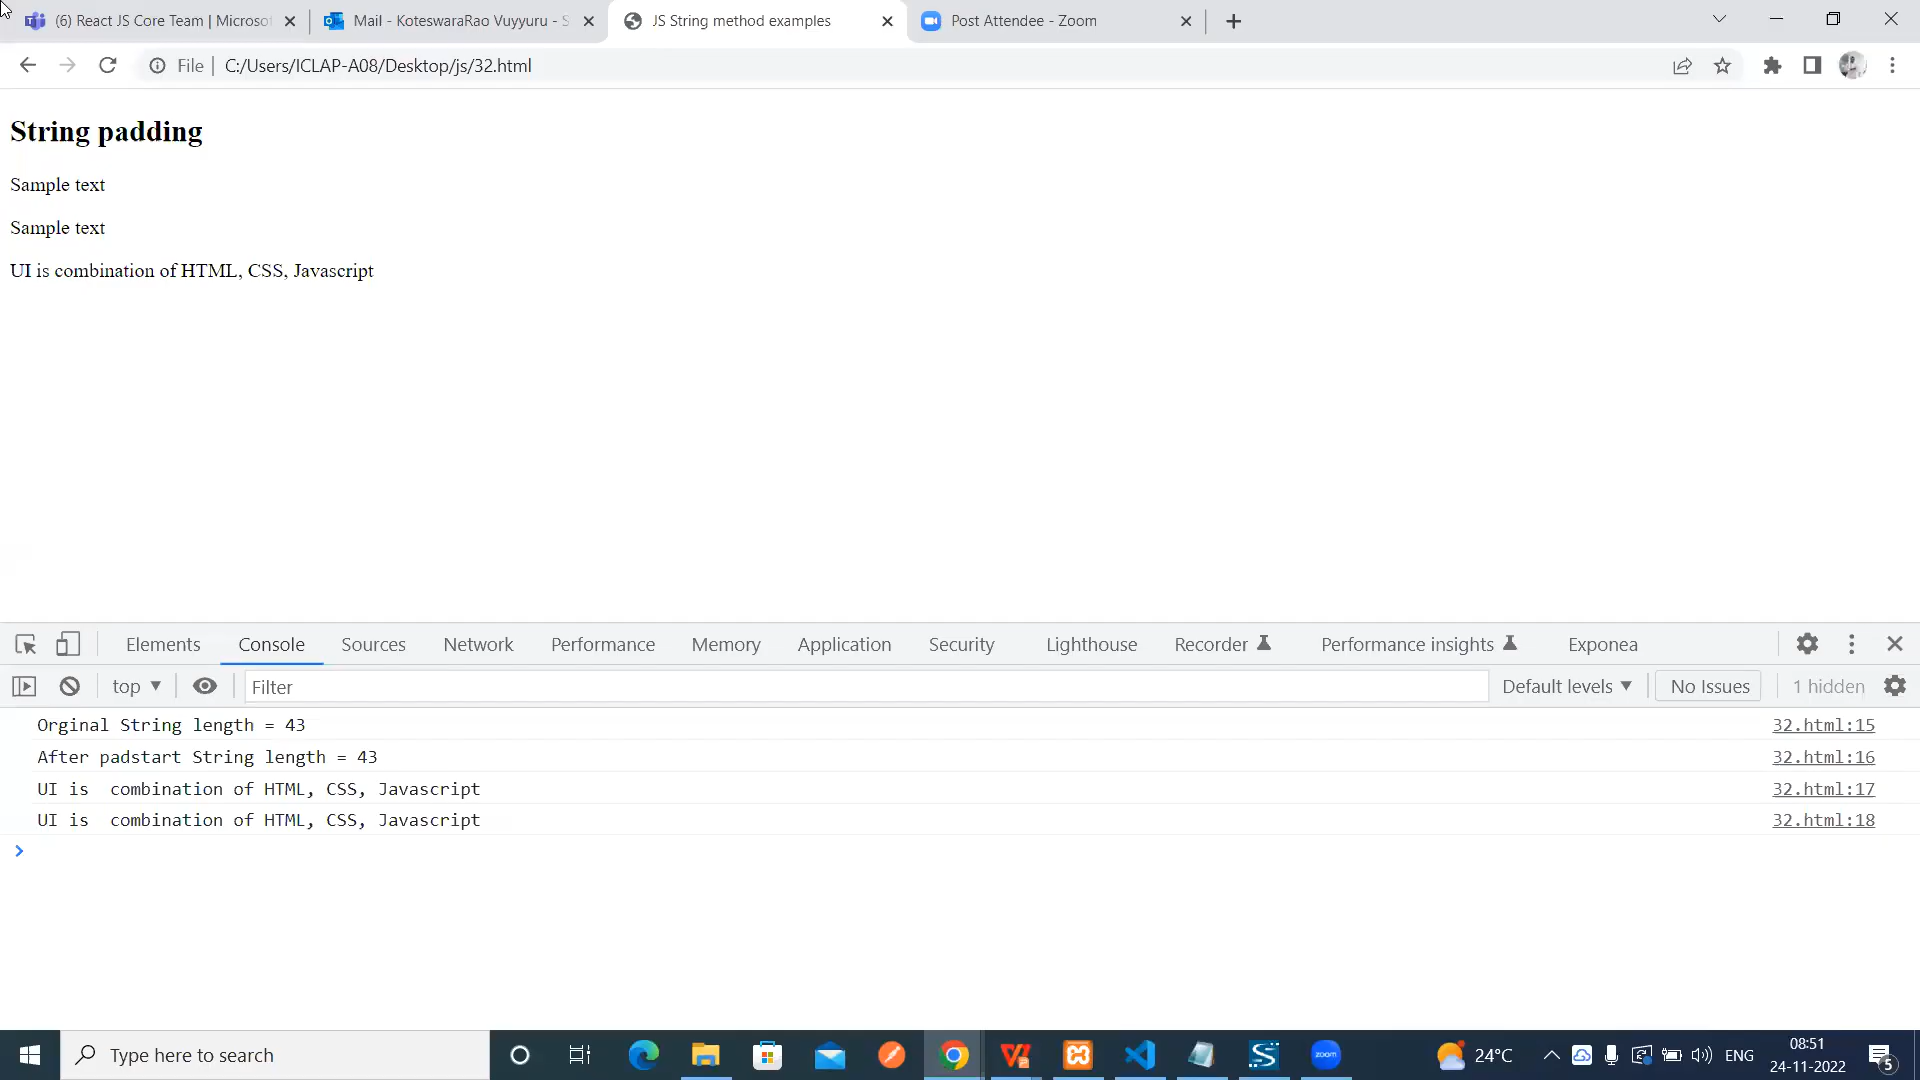 (6) React JS Core Team | Microsof
Mail - KoteswaraRao Vuyyuru - S
JS String method examples
Post Attendee - Zoom
File
C:/Users/ICLAP-A08/Desktop/js/32.html
String padding
Sample text
Sample text
UI is combination of HTML, CSS, Javascript
Elements Console Sources Network Performance Memory Application Security Lighthouse Recorder Performance insights Exponea
top Filter Default levels No Issues 1 hidden
Orginal String length = 43 32.html:15
After padstart String length = 43 32.html:16
UI is  combination of HTML, CSS, Javascript 32.html:17
UI is  combination of HTML, CSS, Javascript 32.html:18
Type here to search
zoom
24°C
ENG
08:51
24-11-2022
5